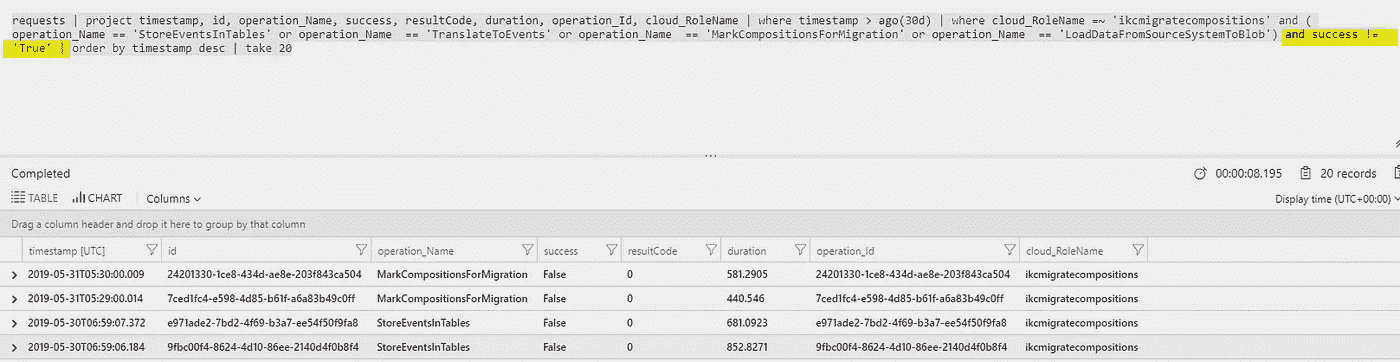 requests | project timestamp, id, operation_Name, success, resultCode, duration, operation_Id, cloud_RoleName | where timestamp > ago(30d) | where cloud_RoleName =~ 'ikcmigratecompositions' and (
operation_Name == 'StoreEventsInTables' or operation_Name  == 'TranslateToEvents' or operation_Name  == 'MarkCompositionsForMigration' or operation_Name  == 'LoadDataFromSourceSystemToBlob') and success !=
'True' | order by timestamp desc | take 20
...
Completed 00:00:08.195 20 records
TABLE CHART Columns Display time (UTC+00:00)
Drag a column header and drop it here to group by that column
timestamp [UTC] id operation_Name success resultCode duration operation_Id cloud_RoleName
2019-05-31T05:30:00.009 24201330-1ce8-434d-ae8e-203f843ca504 MarkCompositionsForMigration False 0 581.2905 24201330-1ce8-434d-ae8e-203f843ca504 ikcmigratecompositions
2019-05-31T05:29:00.014 7ced1fc4-e598-4d85-b61f-a6a83b49c0ff MarkCompositionsForMigration False 0 440.546 7ced1fc4-e598-4d85-b61f-a6a83b49c0ff ikcmigratecompositions
2019-05-30T06:59:07.372 e971ade2-7bd2-4f69-b3a7-ee54f50f9fa8 StoreEventsInTables False 0 681.0923 e971ade2-7bd2-4f69-b3a7-ee54f50f9fa8 ikcmigratecompositions
2019-05-30T06:59:06.184 9fbc00f4-8624-4d10-86ee-2140d4f0b8f4 StoreEventsInTables False 0 852.8271 9fbc00f4-8624-4d10-86ee-2140d4f0b8f4 ikcmigratecompositions